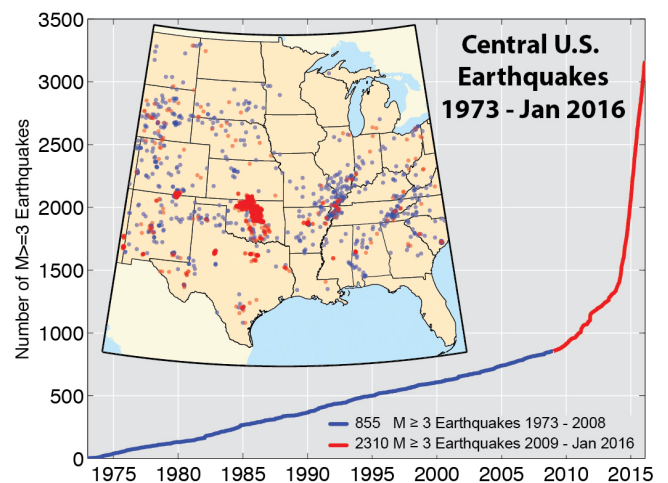 Central U.S.
Earthquakes
1973 - Jan 2016
Number of M>=3 Earthquakes
3500
3000
2500
2000
1500
1000
500
0
855 M ≥ 3 Earthquakes 1973 - 2008
2310 M ≥ 3 Earthquakes 2009 - Jan 2016
1975 1980 1985 1990 1995 2000 2005 2010 2015